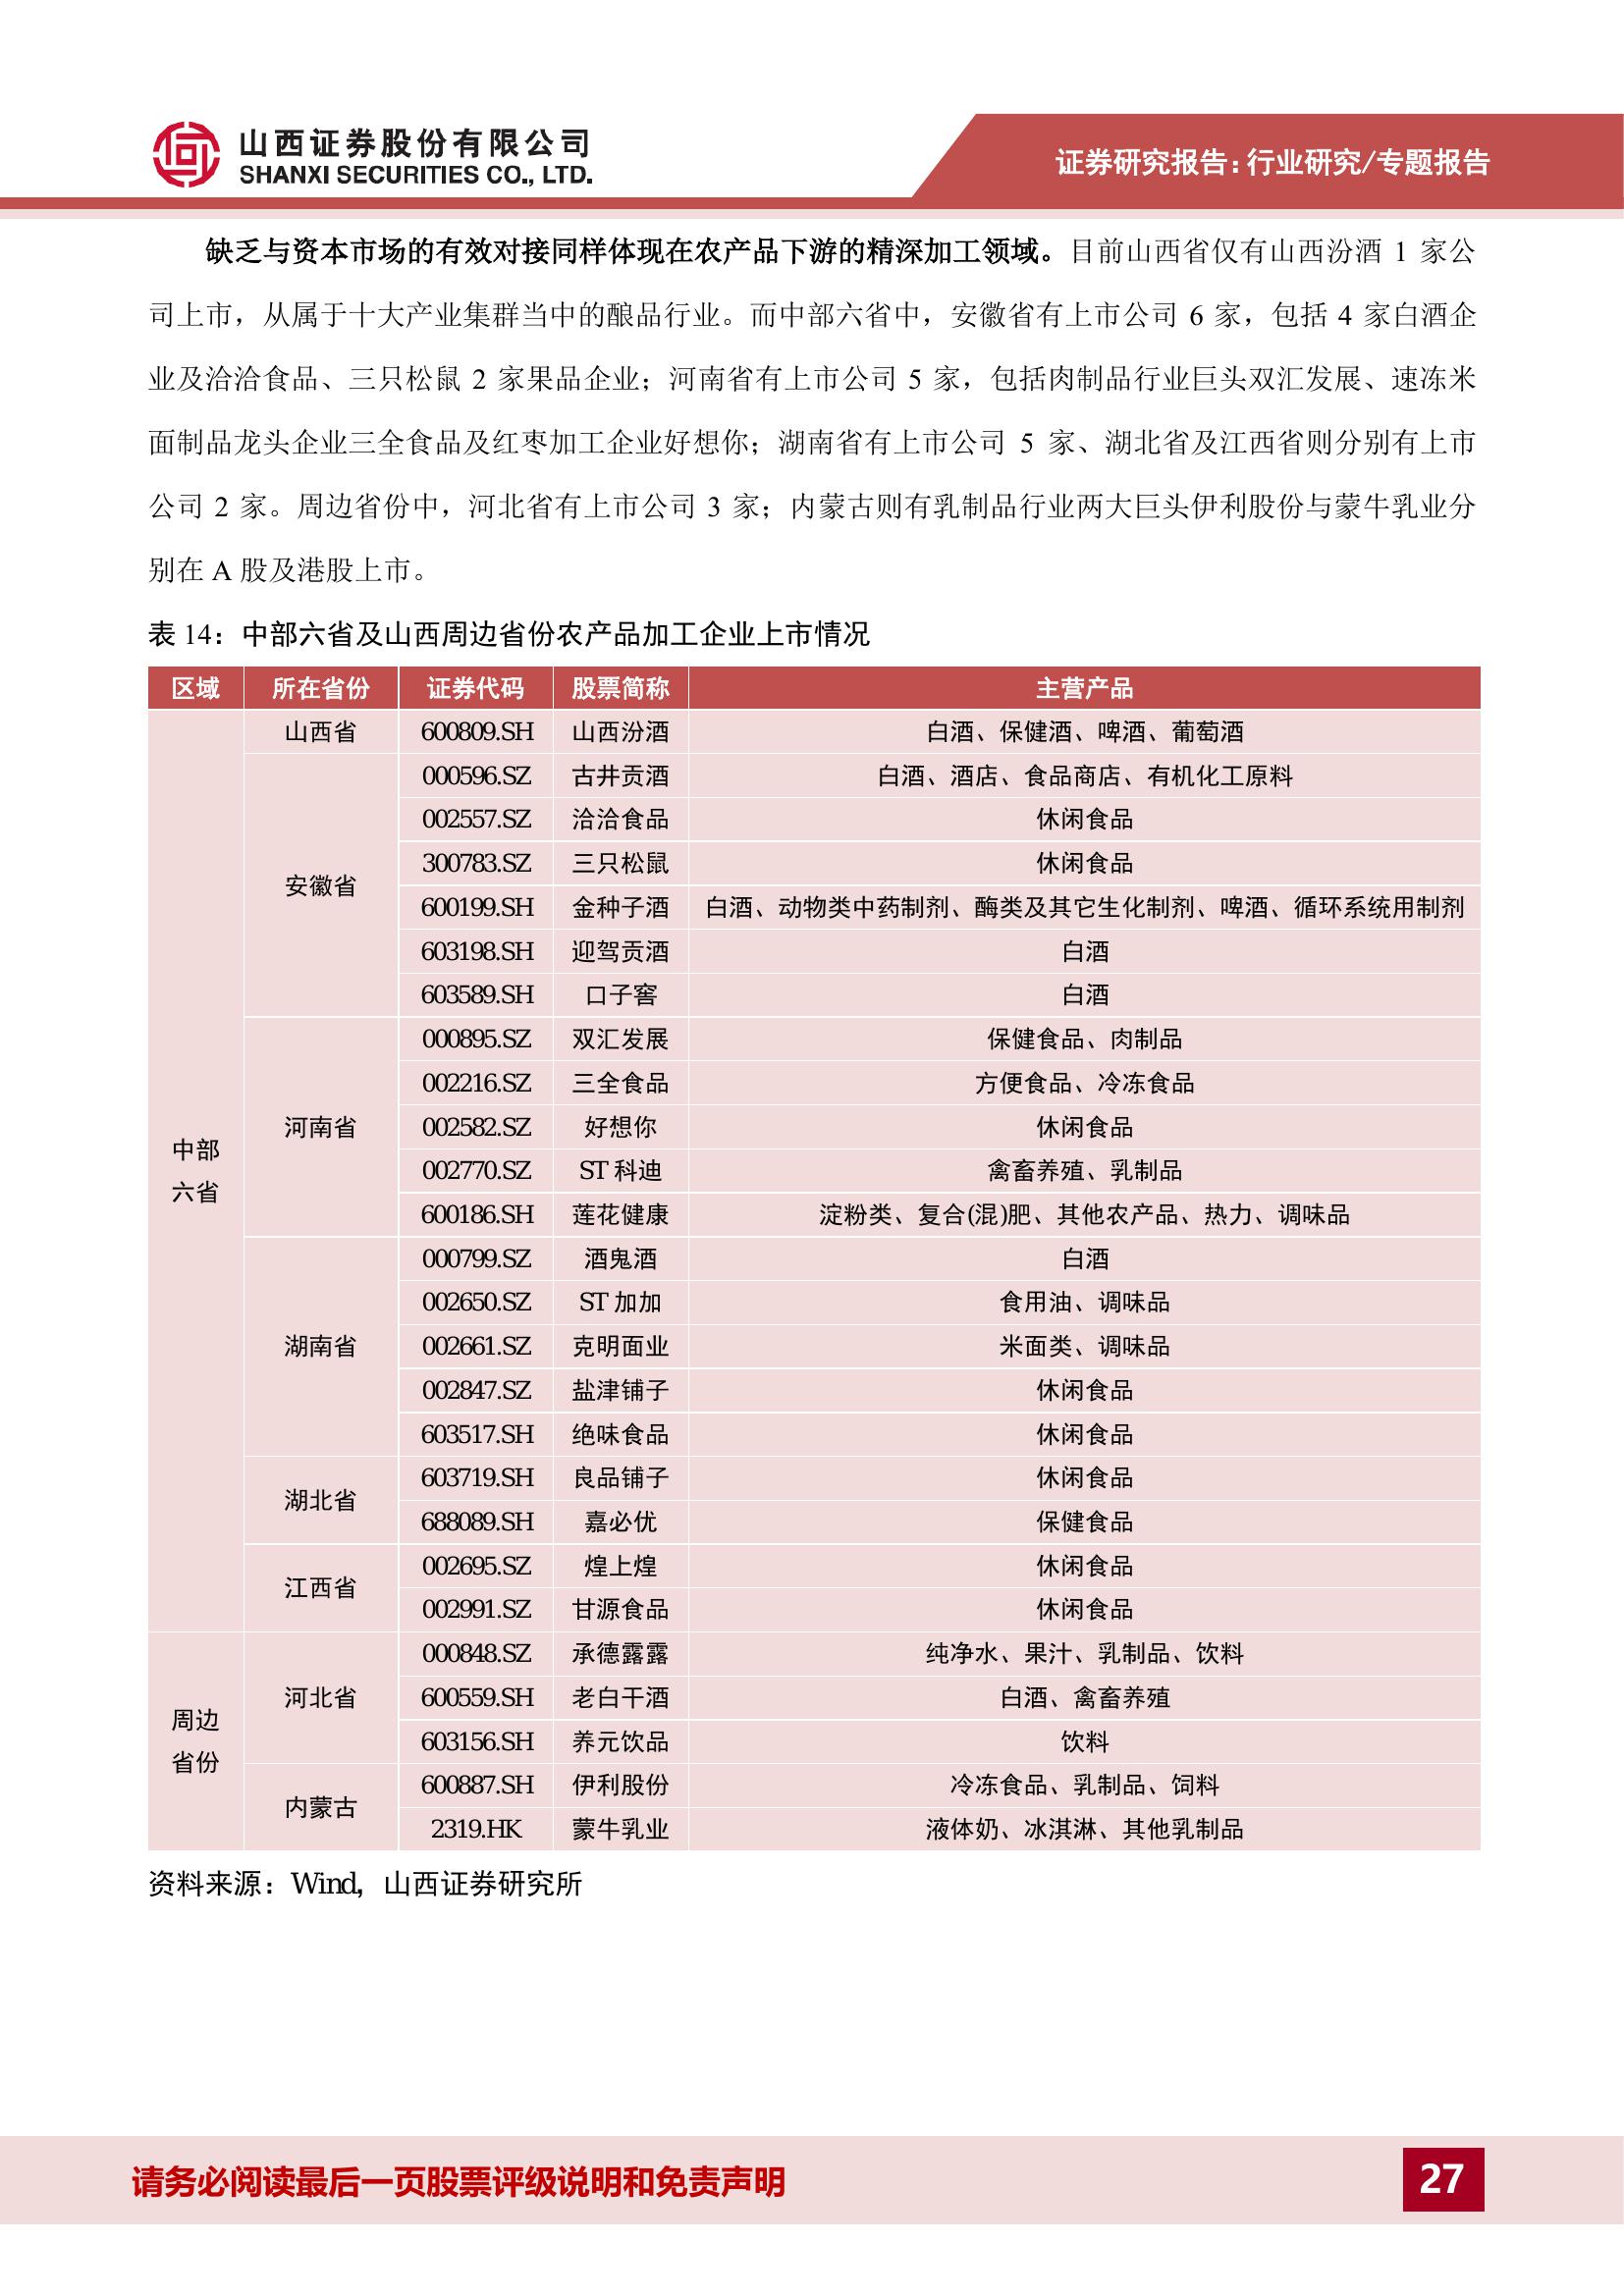 山西证券股份有限公司
SHANXI SECURITIES CO., LTD.
证券研究报告：行业研究/专题报告
缺乏与资本市场的有效对接同样体现在农产品下游的精深加工领域。目前山西省仅有山西汾酒 1 家公
司上市，从属于十大产业集群当中的酿品行业。而中部六省中，安徽省有上市公司 6 家，包括 4 家白酒企
业及洽洽食品、三只松鼠 2 家果品企业；河南省有上市公司 5 家，包括肉制品行业巨头双汇发展、速冻米
面制品龙头企业三全食品及红枣加工企业好想你；湖南省有上市公司 5 家、湖北省及江西省则分别有上市
公司 2 家。周边省份中，河北省有上市公司 3 家；内蒙古则有乳制品行业两大巨头伊利股份与蒙牛乳业分
别在 A 股及港股上市。
表 14：中部六省及山西周边省份农产品加工企业上市情况
区域 所在省份 证券代码 股票简称 主营产品
中部六省 山西省 600809.SH 山西汾酒 白酒、保健酒、啤酒、葡萄酒
安徽省 000596.SZ 古井贡酒 白酒、酒店、食品商店、有机化工原料
002557.SZ 洽洽食品 休闲食品
300783.SZ 三只松鼠 休闲食品
600199.SH 金种子酒 白酒、动物类中药制剂、酶类及其它生化制剂、啤酒、循环系统用制剂
603198.SH 迎驾贡酒 白酒
603589.SH 口子窖 白酒
河南省 000895.SZ 双汇发展 保健食品、肉制品
002216.SZ 三全食品 方便食品、冷冻食品
002582.SZ 好想你 休闲食品
002770.SZ ST 科迪 禽畜养殖、乳制品
600186.SH 莲花健康 淀粉类、复合(混)肥、其他农产品、热力、调味品
湖南省 000799.SZ 酒鬼酒 白酒
002650.SZ ST 加加 食用油、调味品
002661.SZ 克明面业 米面类、调味品
002847.SZ 盐津铺子 休闲食品
603517.SH 绝味食品 休闲食品
湖北省 603719.SH 良品铺子 休闲食品
688089.SH 嘉必优 保健食品
江西省 002695.SZ 煌上煌 休闲食品
002991.SZ 甘源食品 休闲食品
周边省份 河北省 000848.SZ 承德露露 纯净水、果汁、乳制品、饮料
600559.SH 老白干酒 白酒、禽畜养殖
603156.SH 养元饮品 饮料
内蒙古 600887.SH 伊利股份 冷冻食品、乳制品、饲料
2319.HK 蒙牛乳业 液体奶、冰淇淋、其他乳制品
资料来源：Wind，山西证券研究所
请务必阅读最后一页股票评级说明和免责声明
27